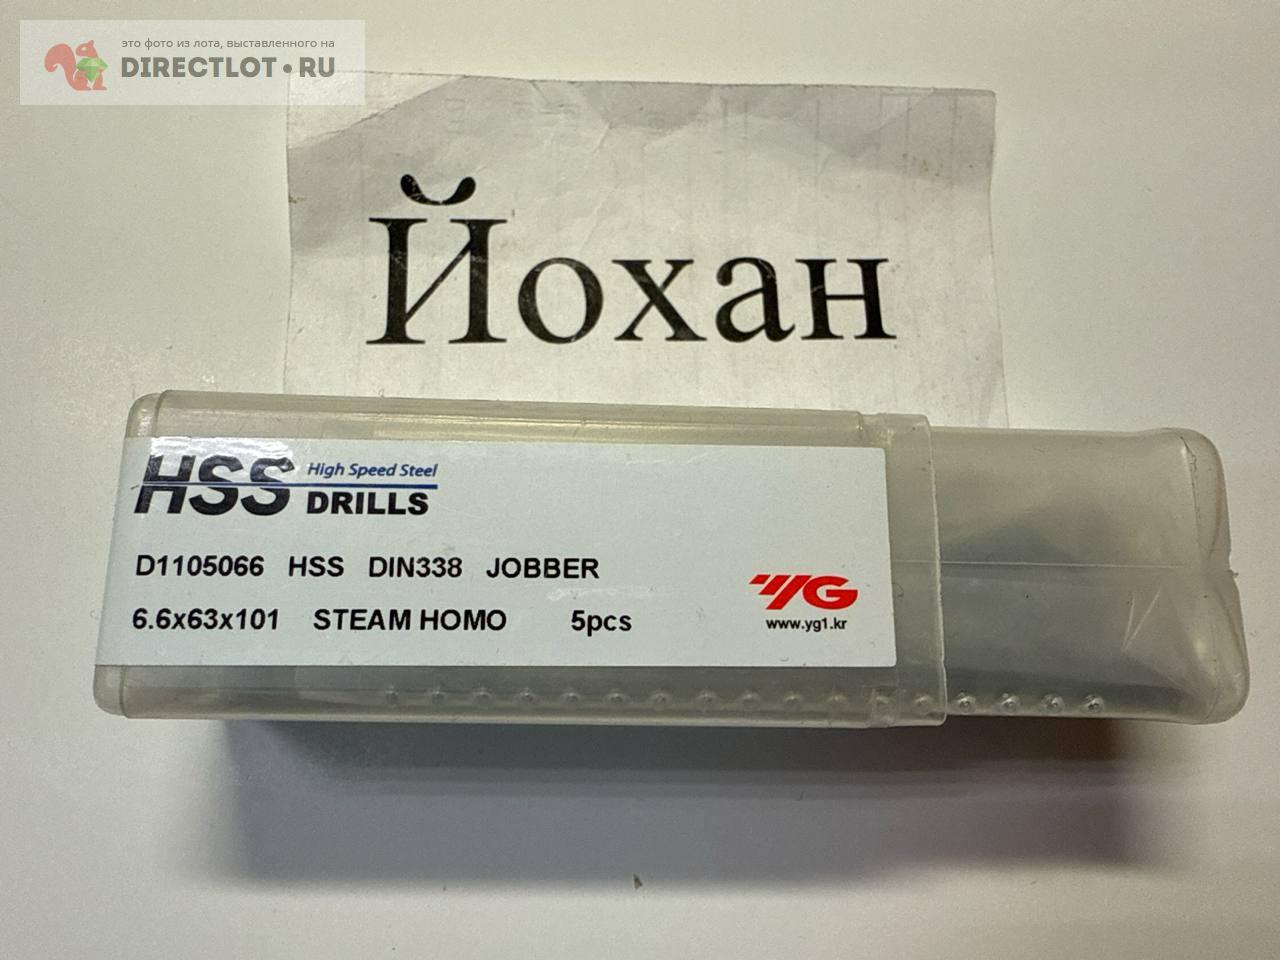 это фото из лота, выставленного на
DIRECTLOT.RU
Йохан
HSS High Speed Steel
DRILLS
D1105066 HSS DIN338 JOBBER
6.6x63x101 STEAM HOMO 5pcs
YG
www.yg1.kr